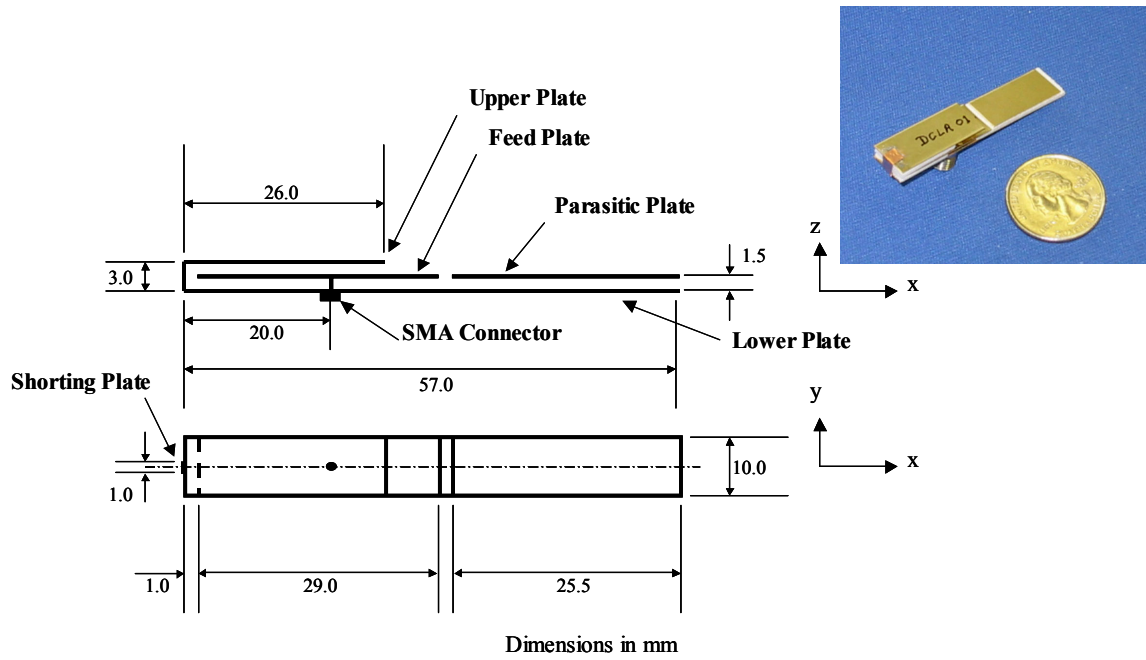 Upper Plate
Feed Plate
26.0
Parasitic Plate
DCLA 01
z
x
1.5
3.0
20.0
SMA Connector
Lower Plate
57.0
Shorting Plate
y
x
10.0
1.0
1.0
29.0
25.5
Dimensions in mm